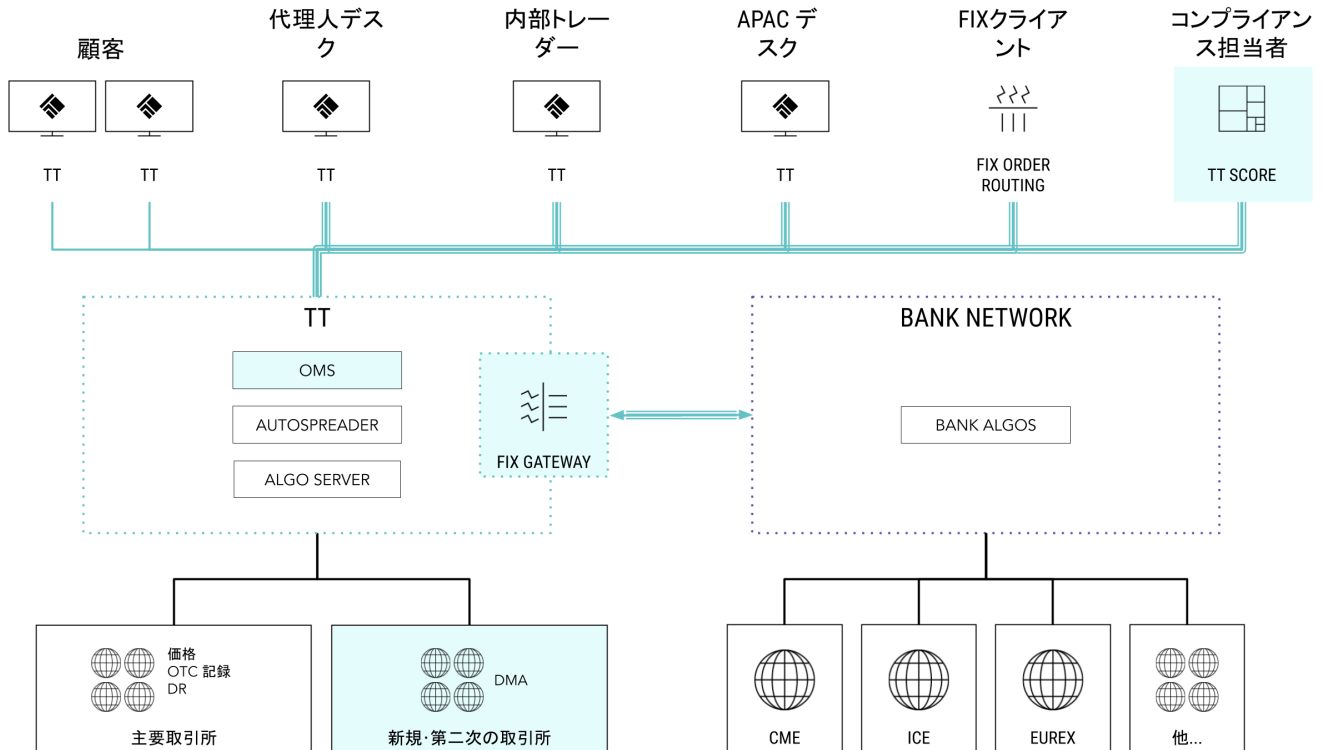 顧客
代理人デス
ク
内部トレー
ダー
APAC デ
スク
FIXクライア
ント
コンプライアン
ス担当者
TT
TT
TT
TT
TT
FIX ORDER
ROUTING
TT SCORE
TT
OMS
AUTOSPREADER
ALGO SERVER
FIX GATEWAY
BANK NETWORK
BANK ALGOS
価格
OTC 記録
DR
主要取引所
DMA
新規·第二次の取引所
CME
ICE
EUREX
他...